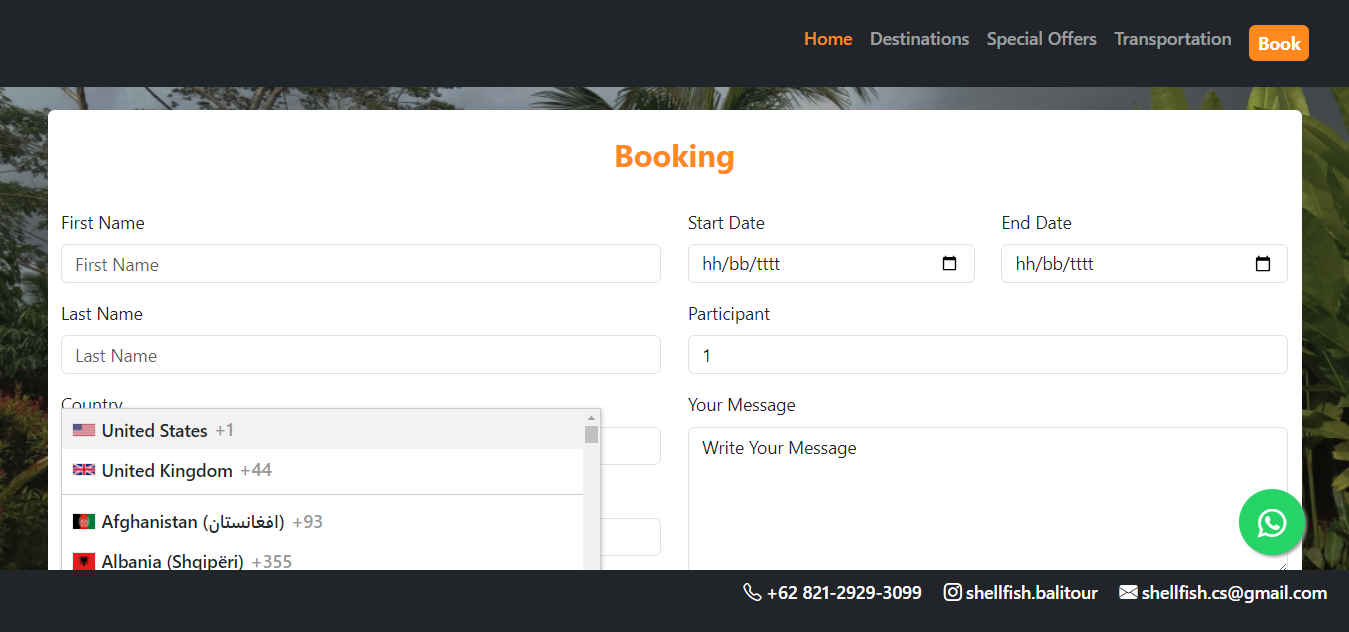 Home Destinations Special Offers Transportation Book
Booking
First Name
First Name
Last Name
Last Name
Country
United States +1
United Kingdom +44
Afghanistan (‫افغانستان‬‎) +93
Albania (Shqipëri) +355
Start Date
hh/bb/tttt
End Date
hh/bb/tttt
Participant
1
Your Message
Write Your Message
+62 821-2929-3099 shellfish.balitour shellfish.cs@gmail.com